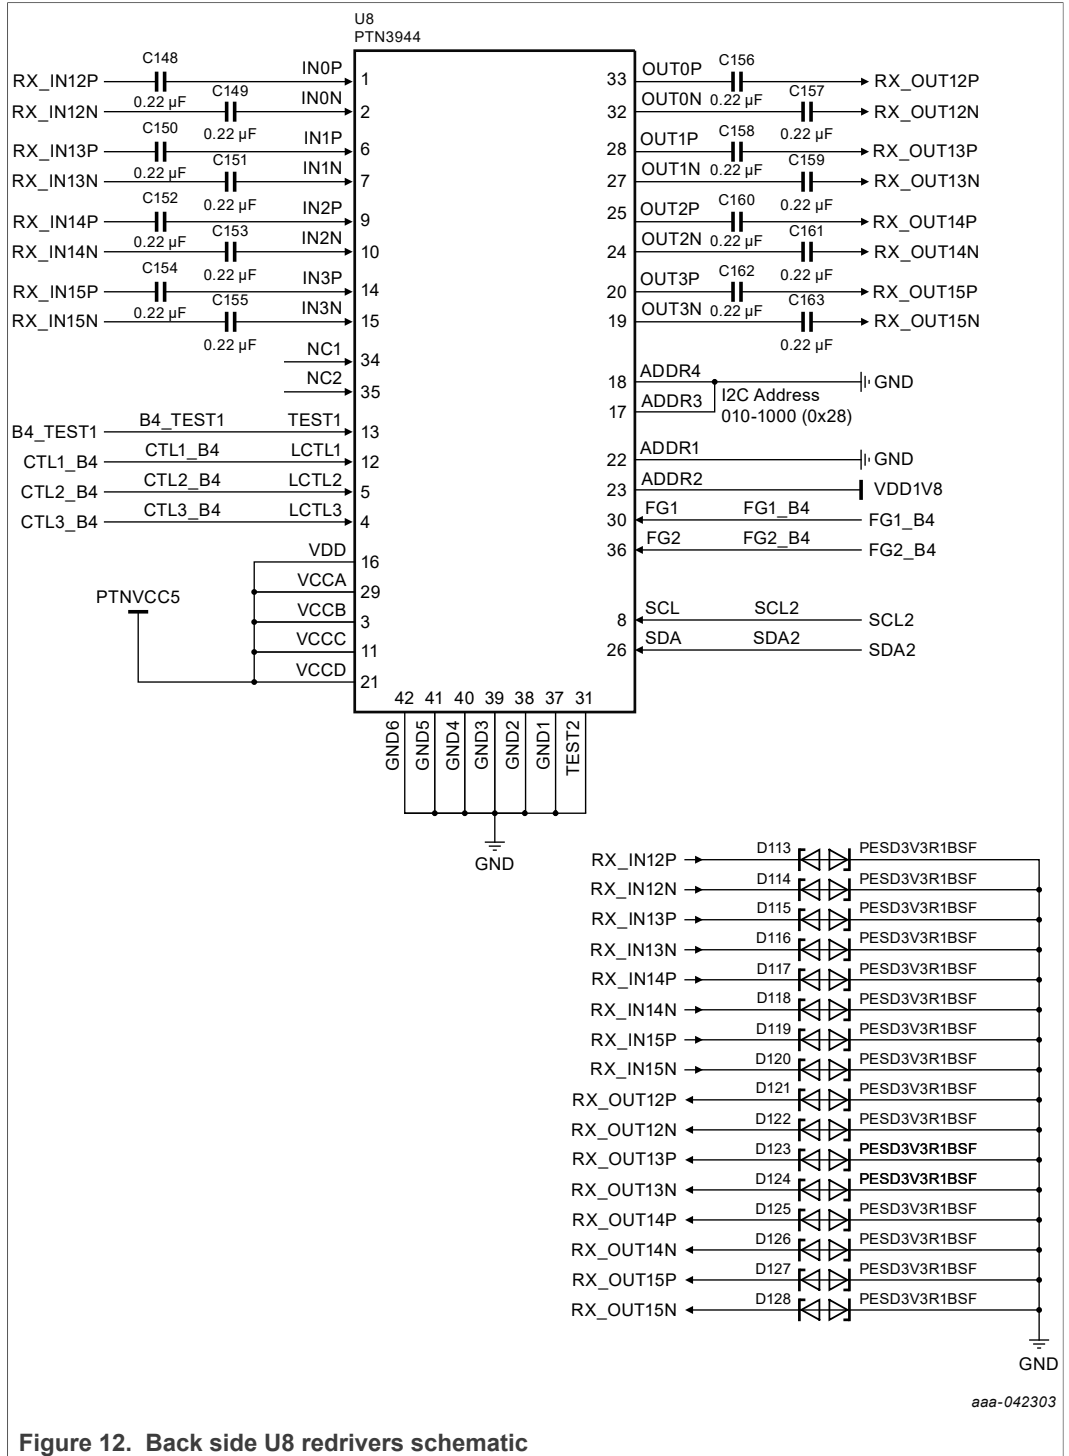 U8
PTN3944
RX_IN12P C148 0.22 µF IN0P 1
RX_IN12N C149 0.22 µF IN0N 2
RX_IN13P C150 0.22 µF IN1P 6
RX_IN13N C151 0.22 µF IN1N 7
RX_IN14P C152 0.22 µF IN2P 9
RX_IN14N C153 0.22 µF IN2N 10
RX_IN15P C154 0.22 µF IN3P 14
RX_IN15N C155 0.22 µF IN3N 15
NC1 34
NC2 35
B4_TEST1 B4_TEST1 TEST1 13
CTL1_B4 CTL1_B4 LCTL1 12
CTL2_B4 CTL2_B4 LCTL2 5
CTL3_B4 CTL3_B4 LCTL3 4
PTNVCC5
VDD 16
VCCA 29
VCCB 3
VCCC 11
VCCD 21
33 OUT0P C156 0.22 µF RX_OUT12P
32 OUT0N C157 0.22 µF RX_OUT12N
28 OUT1P C158 0.22 µF RX_OUT13P
27 OUT1N C159 0.22 µF RX_OUT13N
25 OUT2P C160 0.22 µF RX_OUT14P
24 OUT2N C161 0.22 µF RX_OUT14N
20 OUT3P C162 0.22 µF RX_OUT15P
19 OUT3N C163 0.22 µF RX_OUT15N
18 ADDR4 GND
17 ADDR3
I2C Address
010-1000 (0x28)
22 ADDR1 GND
23 ADDR2 VDD1V8
30 FG1 FG1_B4 FG1_B4
36 FG2 FG2_B4 FG2_B4
8 SCL SCL2 SCL2
26 SDA SDA2 SDA2
42 41 40 39 38 37 31
GND6 GND5 GND4 GND3 GND2 GND1 TEST2
GND
RX_IN12P D113 PESD3V3R1BSF
RX_IN12N D114 PESD3V3R1BSF
RX_IN13P D115 PESD3V3R1BSF
RX_IN13N D116 PESD3V3R1BSF
RX_IN14P D117 PESD3V3R1BSF
RX_IN14N D118 PESD3V3R1BSF
RX_IN15P D119 PESD3V3R1BSF
RX_IN15N D120 PESD3V3R1BSF
RX_OUT12P D121 PESD3V3R1BSF
RX_OUT12N D122 PESD3V3R1BSF
RX_OUT13P D123 PESD3V3R1BSF
RX_OUT13N D124 PESD3V3R1BSF
RX_OUT14P D125 PESD3V3R1BSF
RX_OUT14N D126 PESD3V3R1BSF
RX_OUT15P D127 PESD3V3R1BSF
RX_OUT15N D128 PESD3V3R1BSF
GND
aaa-042303
Figure 12. Back side U8 redrivers schematic